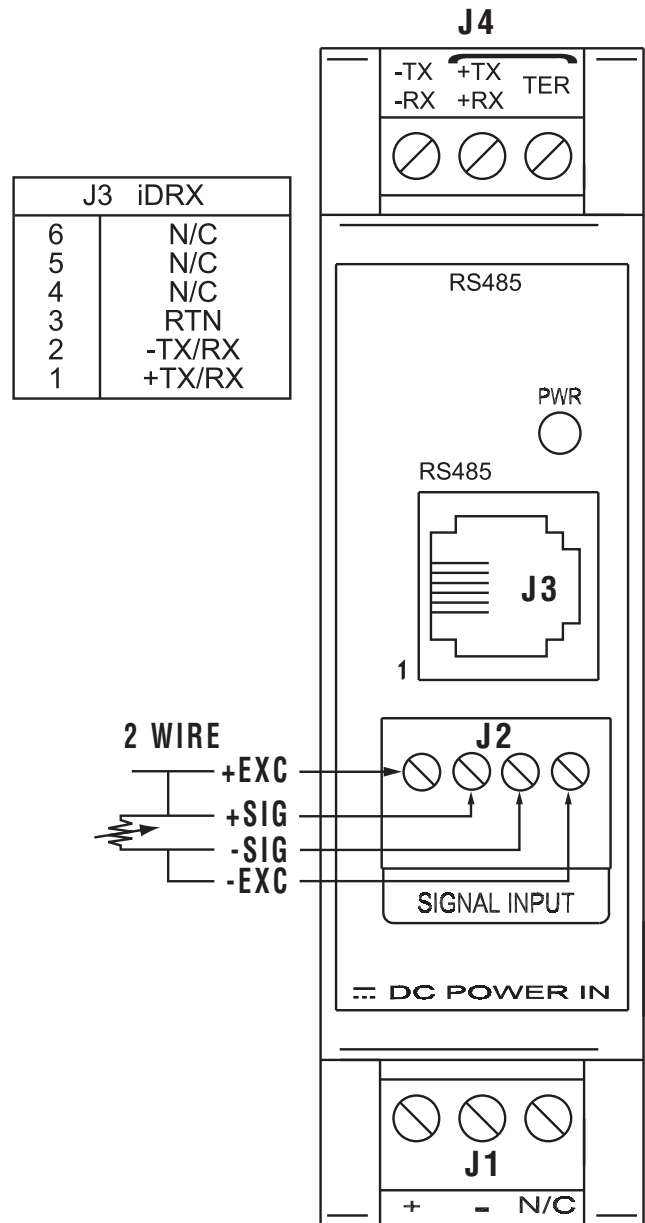 J4
-TX +TX TER
-RX +RX
J3 iDRX
6 N/C
5 N/C
4 N/C
3 RTN
2 -TX/RX
1 +TX/RX
RS485
PWR
RS485
J3
1
2 WIRE
J2
+EXC
+SIG
-SIG
-EXC
SIGNAL INPUT
DC POWER IN
J1
+ - N/C